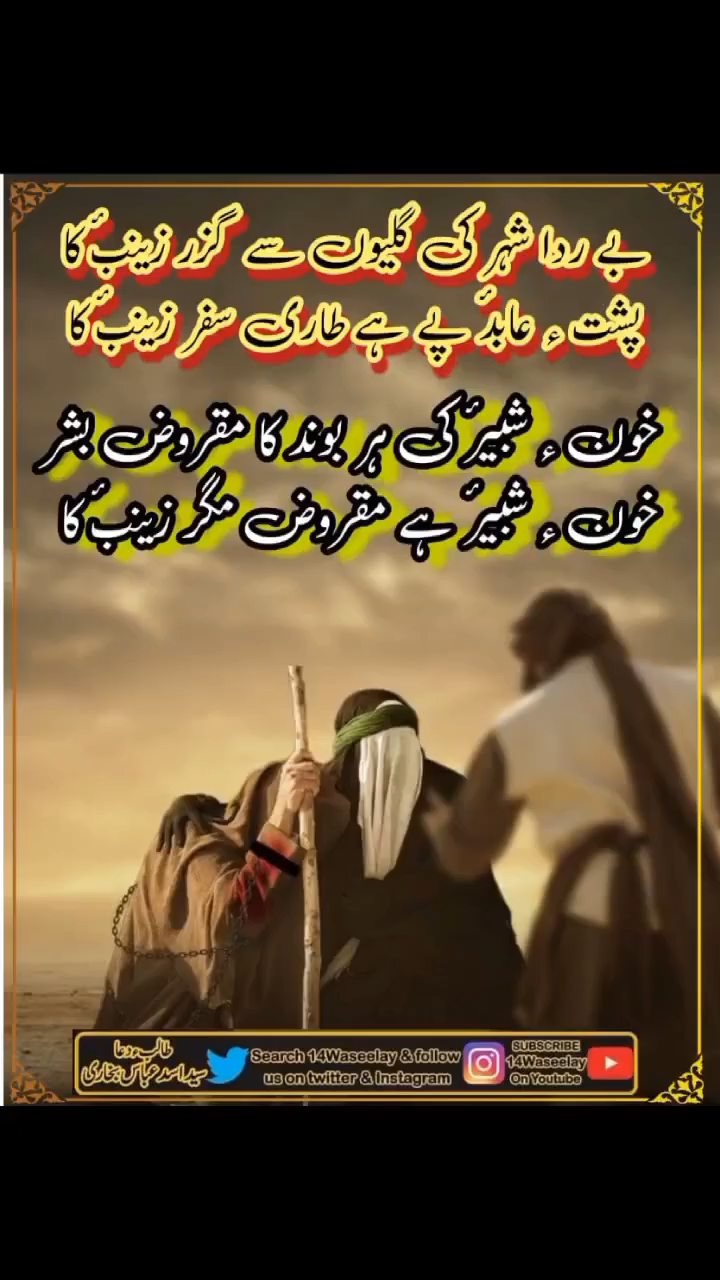 بے ردا شہر کی گلیوں سے گزر زینبؑ کا
پشتِ ء عابدؑ پے ہے طاری سفر زینبؑ کا
خون ء شبیرؑ کی ہر بوند کا مقروض بشر
خون ء شبیرؑ ہے مقروض مگر زینبؑ کا
طالب دعا
سید اسد عباس بخاری
Search 14Waseelay & follow
us on twitter & Instagram
SUBSCRIBE
14Waseelay
On Youtube